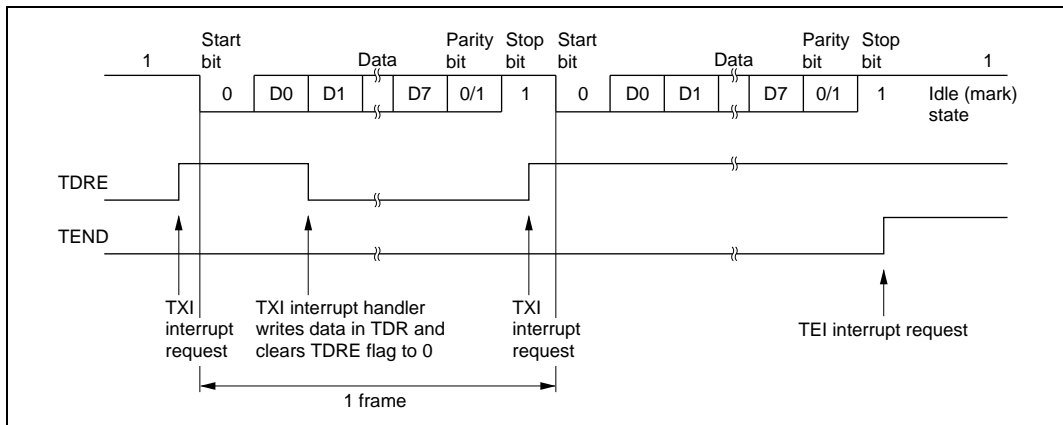 Start bit
Parity bit
Stop bit
Start bit
Parity bit
Stop bit
1
Data
Data
1
0
D0
D1
D7
0/1
1
0
D0
D1
D7
0/1
1
Idle (mark)
state
TDRE
TEND
TXI
interrupt
request
TXI interrupt handler
writes data in TDR and
clears TDRE flag to 0
TXI
interrupt
request
TEI interrupt request
1 frame